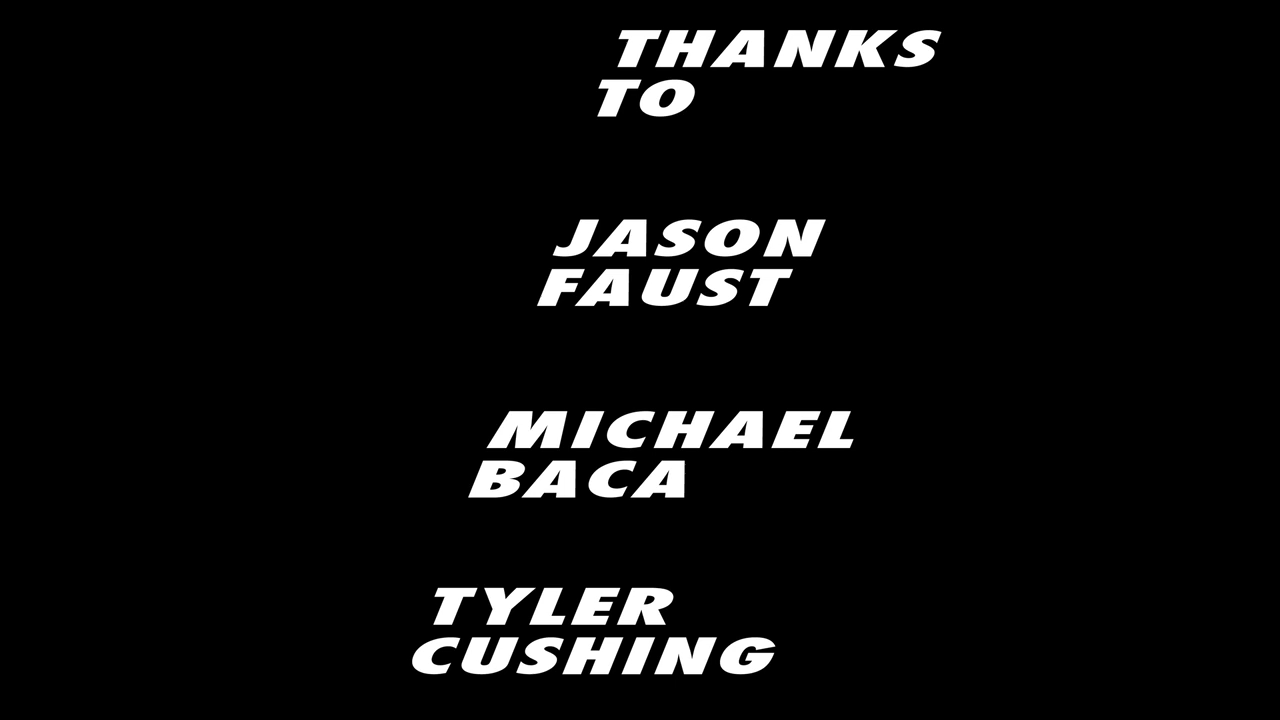 THANKS
TO
JASON
FAUST
MICHAEL
BACA
TYLER
CUSHING